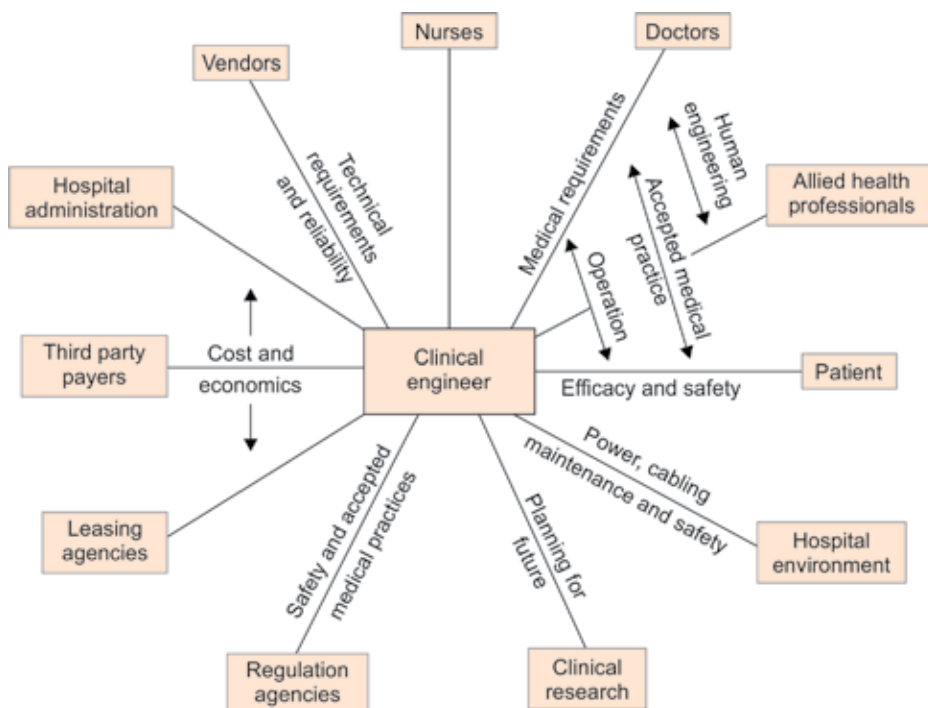 Nurses
Doctors
Vendors
Human
engineering
Technical
requirements
and reliability
Medical requirements
Hospital
administration
Accepted medical
practice
Allied health
professionals
Operation
Third party
payers
Cost and
economics
Clinical
engineer
Efficacy and safety
Patient
Power, cabling
maintenance and safety
Leasing
agencies
Safety and accepted
medical practices
Planning for
future
Hospital
environment
Regulation
agencies
Clinical
research